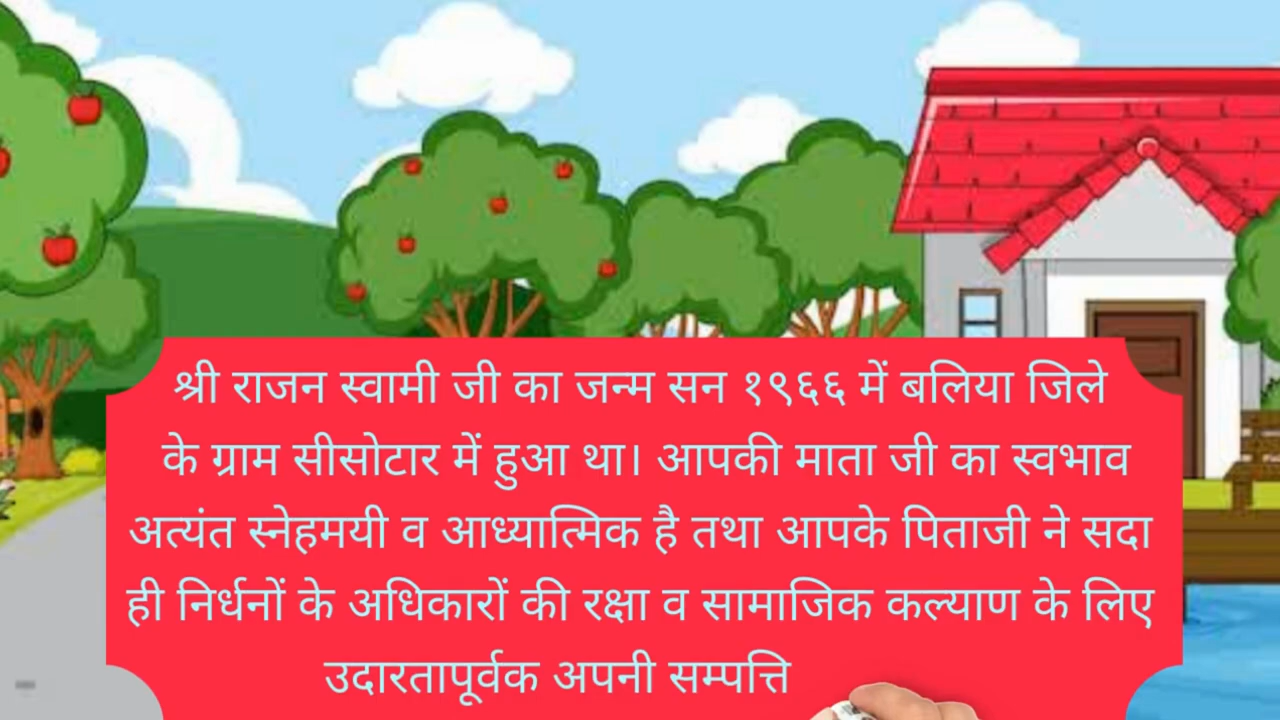 श्री राजन स्वामी जी का जन्म सन १९६६ में बलिया जिले
के ग्राम सीसोटार में हुआ था। आपकी माता जी का स्वभाव
अत्यंत स्नेहमयी व आध्यात्मिक है तथा आपके पिताजी ने सदा
ही निर्धनों के अधिकारों की रक्षा व सामाजिक कल्याण के लिए
उदारतापूर्वक अपनी सम्पत्ति